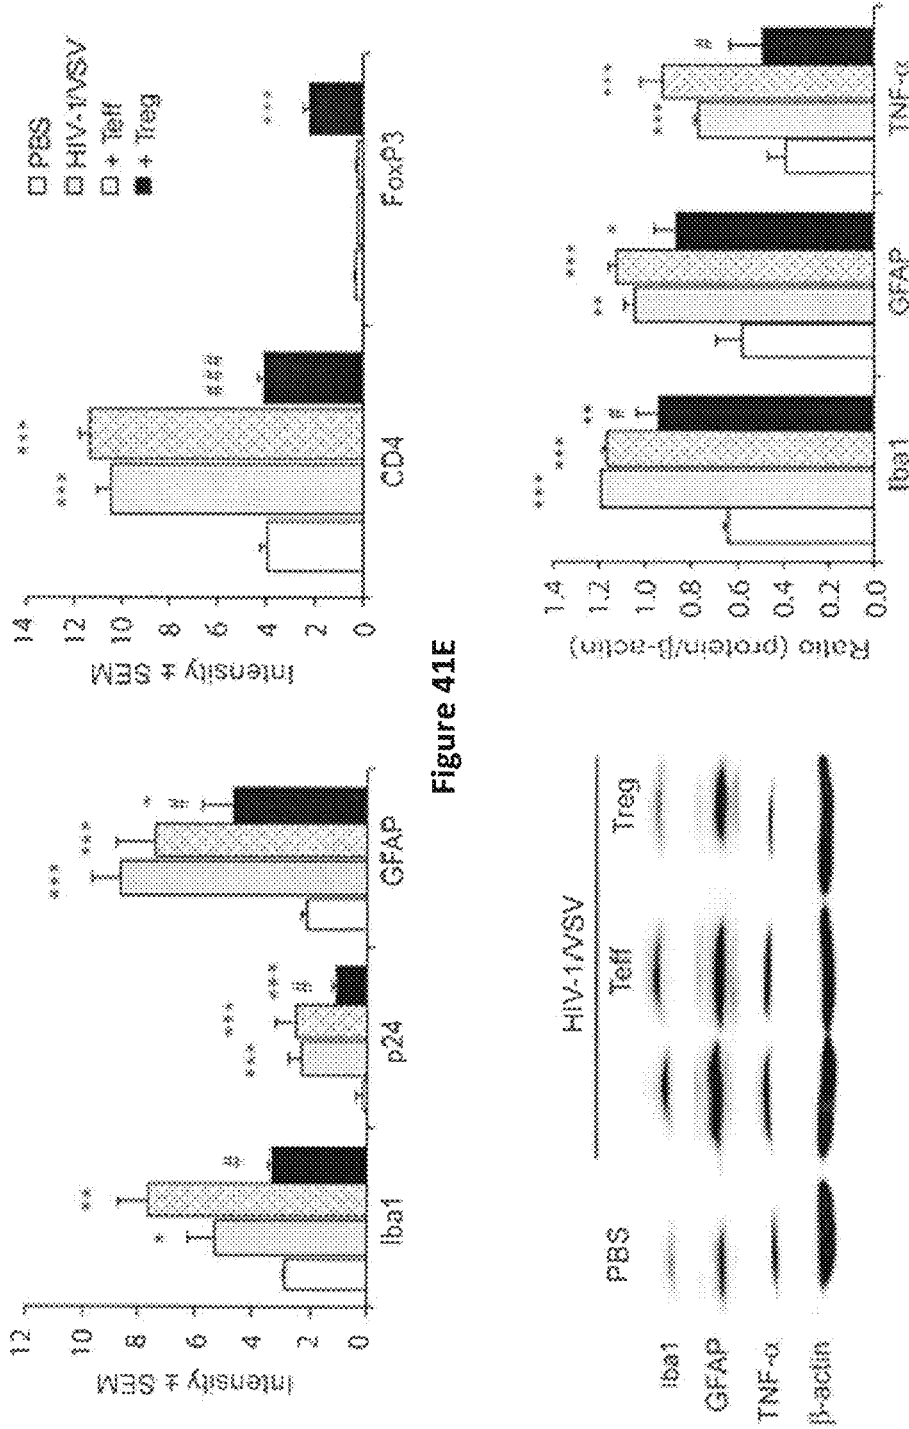 12
10
8
6
4
2
0
Intensity ± SEM
* ** #
*** *** *** #
*** *** * #
Iba1 p24 GFAP
14
12
10
8
6
4
2
0
Intensity ± SEM
*** *** ###
***
CD4 FoxP3
PBS
HIV-1/VSV
+ Teff
+ Treg
Figure 41E
HIV-1/VSV
PBS Teff Treg
Iba1
GFAP
TNF-α
β-actin
1.4
1.2
1.0
0.8
0.6
0.4
0.2
0.0
Ratio (protein/β-actin)
*** *** ** #
** *** *
*** *** #
Iba1 GFAP TNF-α